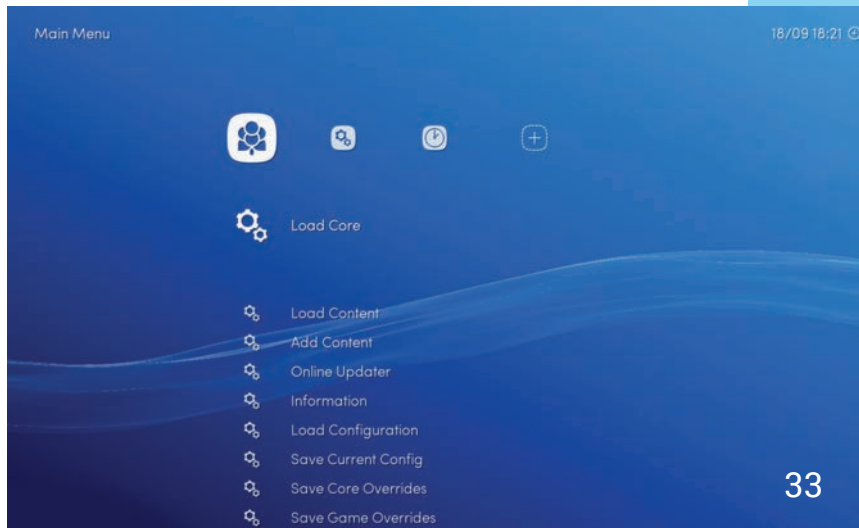 Main Menu
18/09 18:21
Load Core
Load Content
Add Content
Online Updater
Information
Load Configuration
Save Current Config
Save Core Overrides
Save Game Overrides
33